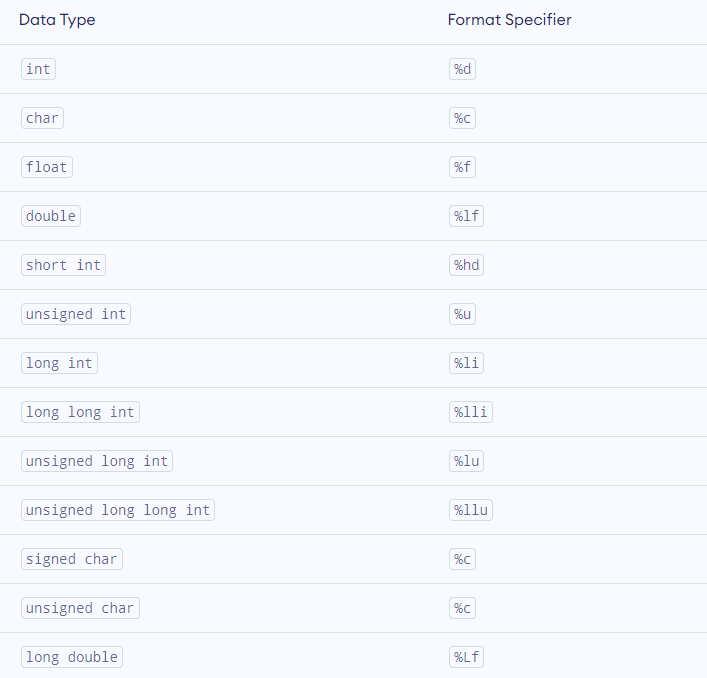 Data Type Format Specifier
int %d
char %c
float %f
double %lf
short int %hd
unsigned int %u
long int %li
long long int %lli
unsigned long int %lu
unsigned long long int %llu
signed char %c
unsigned char %c
long double %Lf